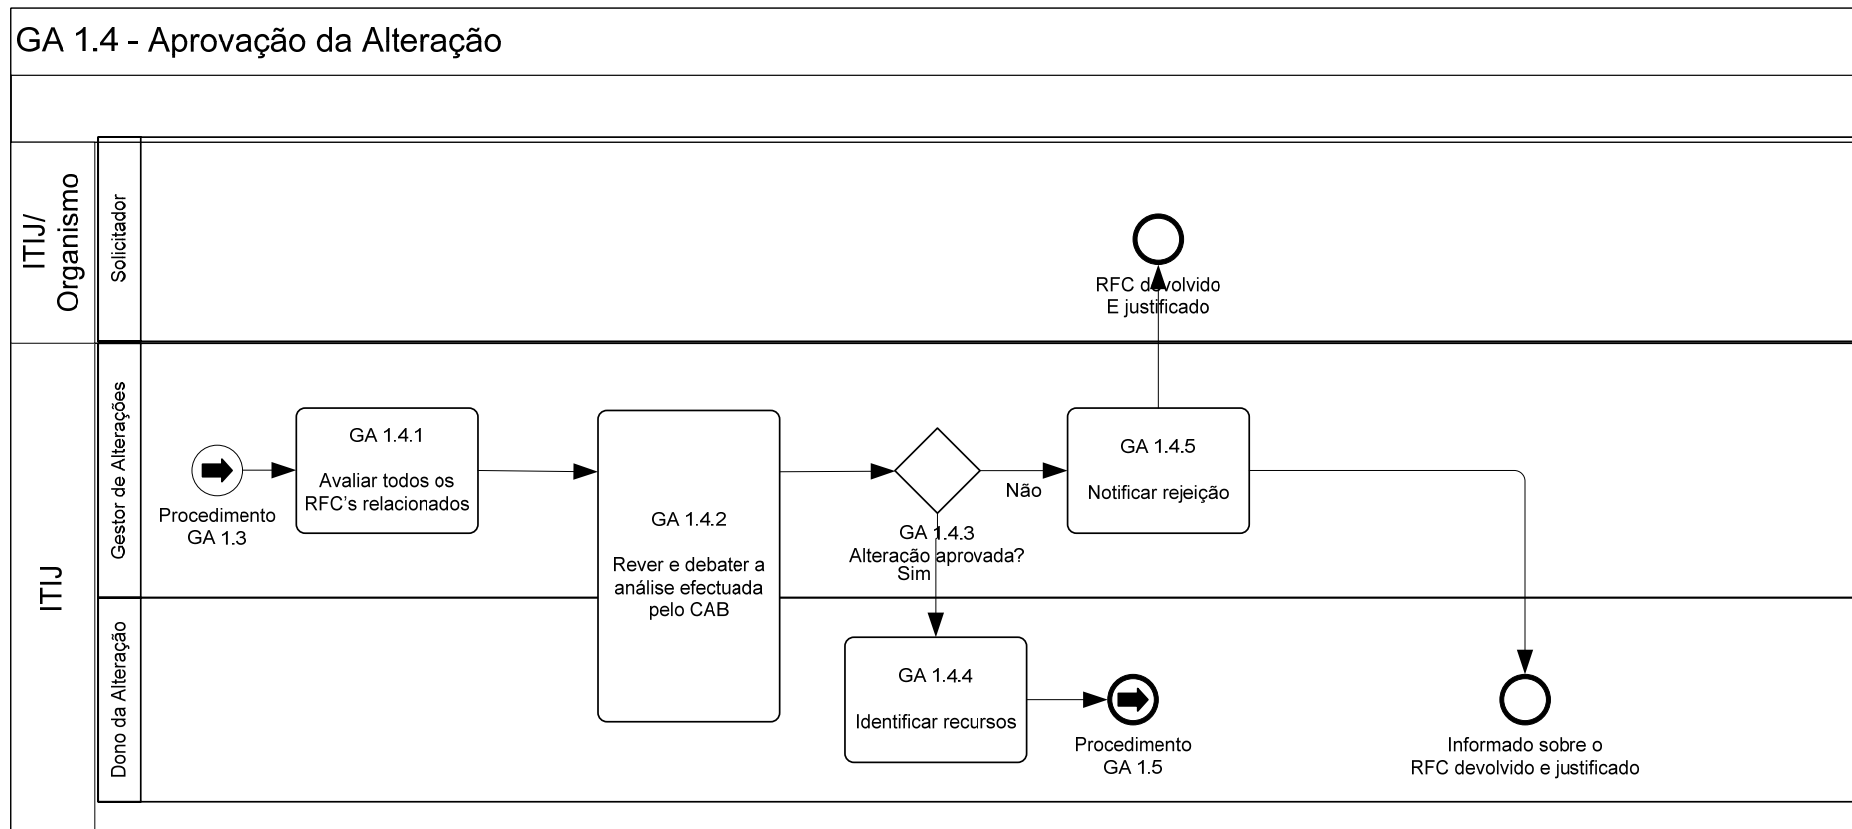 GA 1.4 - Aprovação da Alteração
ITIJ/
Organismo
Solicitador
RFC devolvido
E justificado
ITIJ
Gestor de Alterações
Procedimento
GA 1.3
GA 1.4.1
Avaliar todos os
RFC's relacionados
GA 1.4.2
Rever e debater a
análise efectuada
pelo CAB
GA 1.4.3
Alteração aprovada?
Sim
Não
GA 1.4.5
Notificar rejeição
Dono da Alteração
GA 1.4.4
Identificar recursos
Procedimento
GA 1.5
Informado sobre o
RFC devolvido e justificado